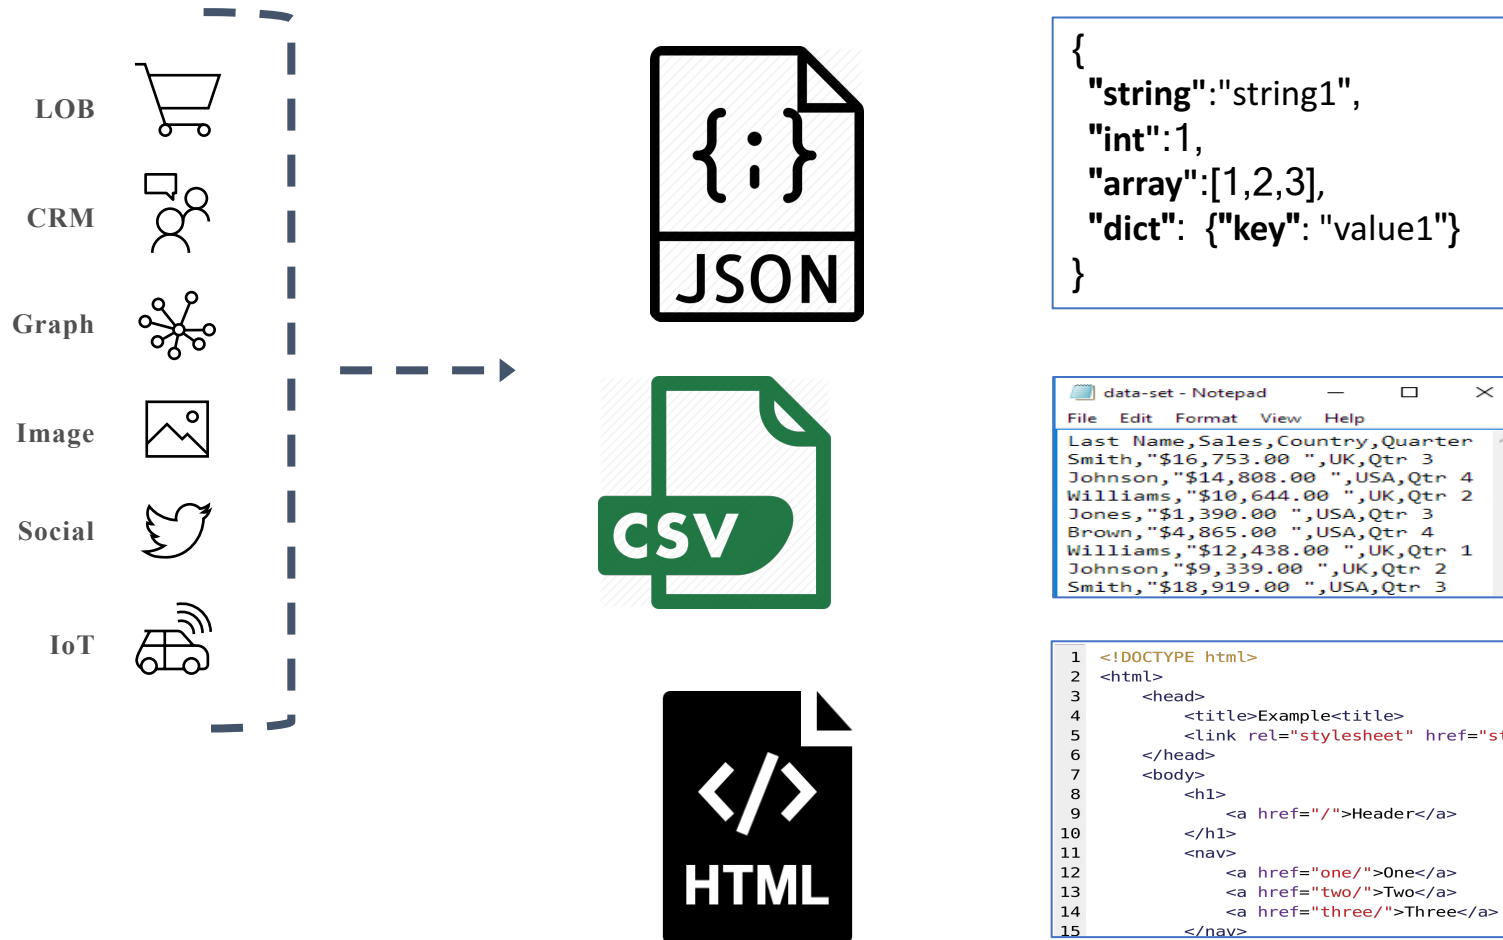 LOB
CRM
Graph
Image
Social
IoT
{;}
JSON
CSV
</>
HTML
{
"string":"string1",
"int":1,
"array":[1,2,3],
"dict": {"key": "value1"}
}
data-set - Notepad
File Edit Format View Help
Last Name,Sales,Country,Quarter
Smith,"$16,753.00 ",UK,Qtr 3
Johnson,"$14,808.00 ",USA,Qtr 4
Williams,"$10,644.00 ",UK,Qtr 2
Jones,"$1,390.00 ",USA,Qtr 3
Brown,"$4,865.00 ",USA,Qtr 4
Williams,"$12,438.00 ",UK,Qtr 1
Johnson,"$9,339.00 ",UK,Qtr 2
Smith,"$18,919.00 ",USA,Qtr 3
1 <!DOCTYPE html>
2 <html>
3 <head>
4 <title>Example<title>
5 <link rel="stylesheet" href="st
6 </head>
7 <body>
8 <h1>
9 <a href="/">Header</a>
10 </h1>
11 <nav>
12 <a href="one/">One</a>
13 <a href="two/">Two</a>
14 <a href="three/">Three</a>
15 </nav>